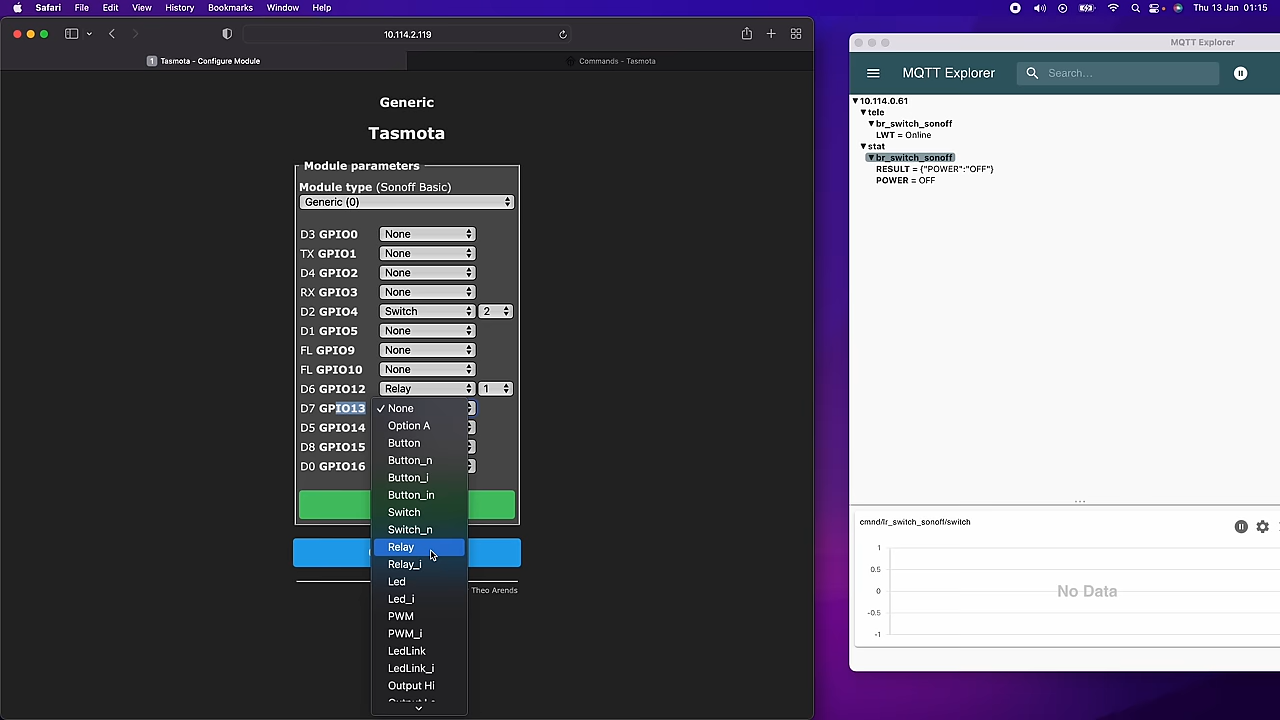 Safari File Edit View History Bookmarks Window Help Thu 13 Jan 01:15
10.114.2.119
1 Tasmota - Configure Module
Commands - Tasmota
Generic
Tasmota
Module parameters
Module type (Sonoff Basic)
Generic (0)
D3 GPIO0 None
TX GPIO1 None
D4 GPIO2 None
RX GPIO3 None
D2 GPIO4 Switch 2
D1 GPIO5 None
FL GPIO9 None
FL GPIO10 None
D6 GPIO12 Relay 1
D7 GPIO13
D5 GPIO14
D8 GPIO15
D0 GPIO16
✓ None
Option A
Button
Button_n
Button_i
Button_in
Switch
Switch_n
Relay
Relay_i
Led
Led_i
PWM
PWM_i
LedLink
LedLink_i
Output Hi
Theo Arends
MQTT Explorer
MQTT Explorer
Search...
10.114.0.61
tele
br_switch_sonoff
LWT = Online
stat
br_switch_sonoff
RESULT = {"POWER":"OFF"}
POWER = OFF
cmnd/lr_switch_sonoff/switch
1
0.5
0
-0.5
-1
No Data